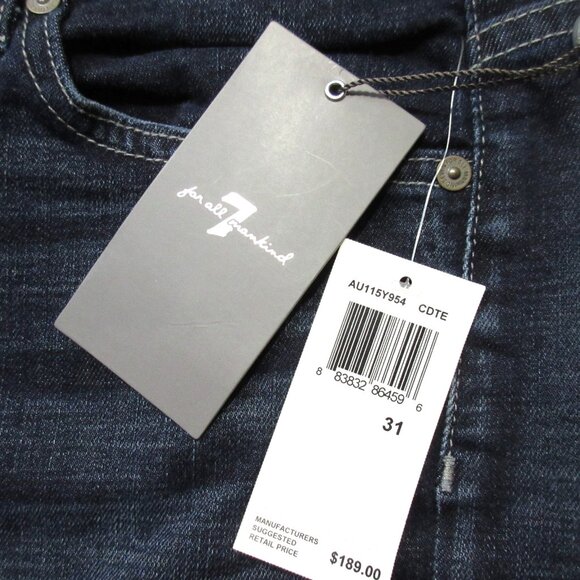 for all 7 mankind
AU115Y954 CDTE
8 83832 86459 6
31
MANUFACTURERS
SUGGESTED
RETAIL PRICE
$189.00